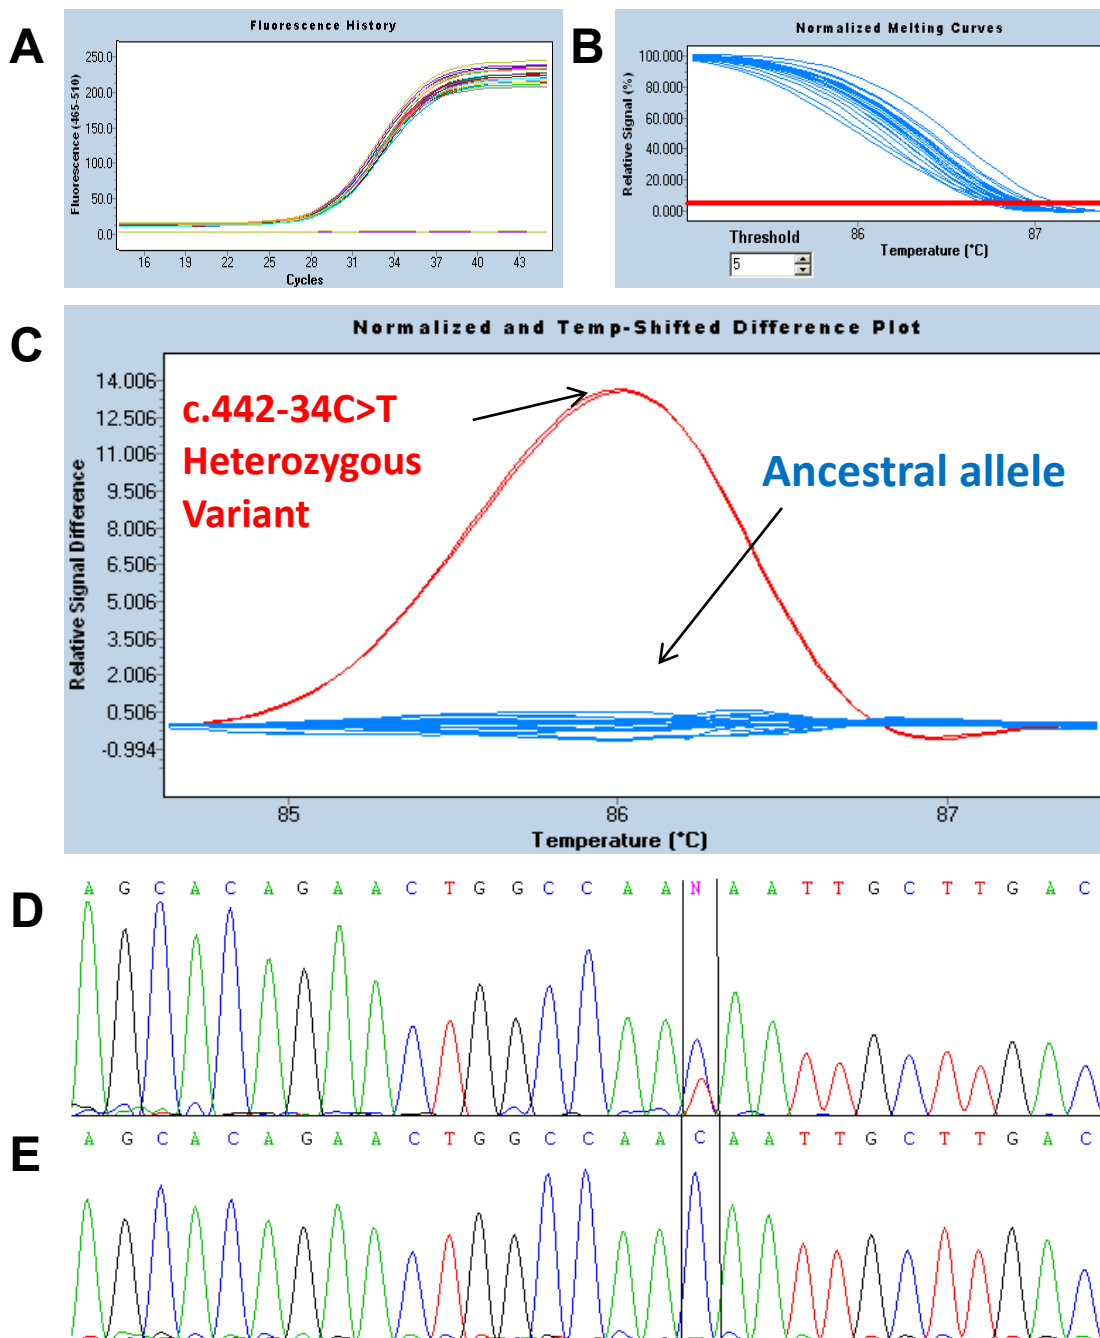 A
Fluorescence History
Fluorescence (465-510)
250.0
200.0
150.0
100.0
50.0
0.0
16 19 22 25 28 31 34 37 40 43
Cycles
B
Normalized Melting Curves
Relative Signal (%)
100.000
80.000
60.000
40.000
20.000
0.000
86 87
Temperature (°C)
Threshold
5
C
Normalized and Temp-Shifted Difference Plot
Relative Signal Difference
14.006
12.506
11.006
9.506
8.006
6.506
5.006
3.506
2.006
0.506
-0.994
c.442-34C>T
Heterozygous
Variant
Ancestral allele
85 86 87
Temperature (°C)
D
A G C A C A G A A C T G G C C A A N A A T T G C T T G A C
E
A G C A C A G A A C T G G C C A A C A A T T G C T T G A C